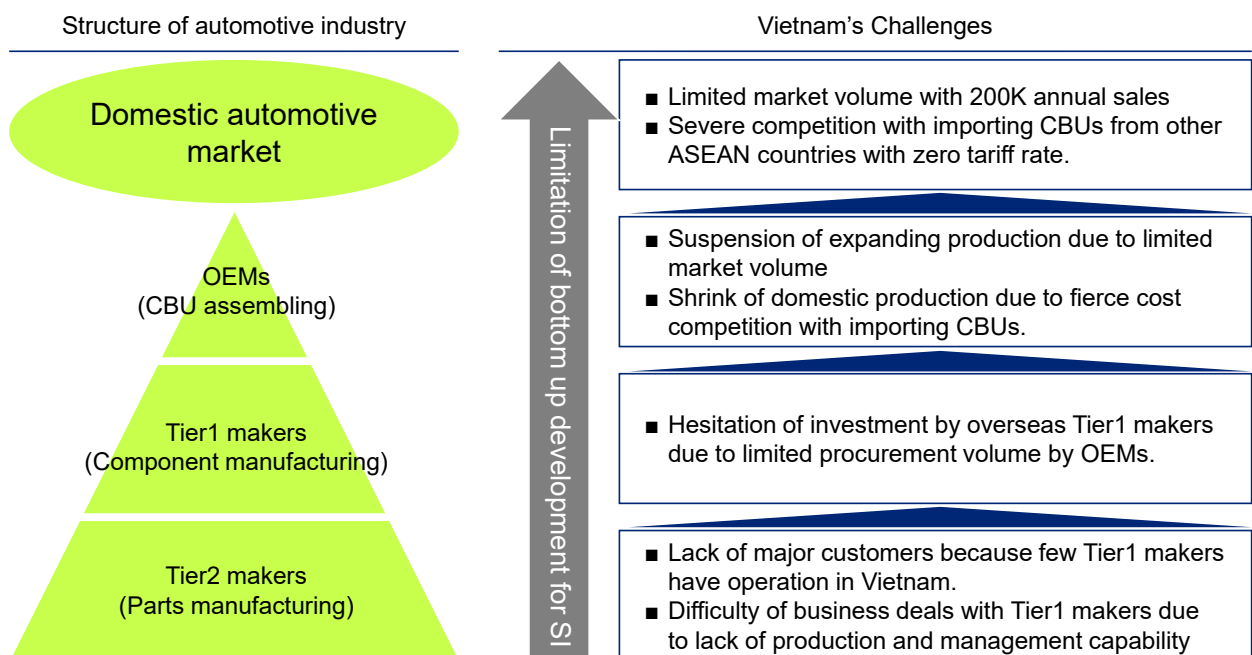 Structure of automotive industry
Vietnam's Challenges
Domestic automotive
market
OEMs
(CBU assembling)
Tier1 makers
(Component manufacturing)
Tier2 makers
(Parts manufacturing)
Limitation of bottom up development for SI
■ Limited market volume with 200K annual sales
■ Severe competition with importing CBUs from other
ASEAN countries with zero tariff rate.
■ Suspension of expanding production due to limited
market volume
■ Shrink of domestic production due to fierce cost
competition with importing CBUs.
■ Hesitation of investment by overseas Tier1 makers
due to limited procurement volume by OEMs.
■ Lack of major customers because few Tier1 makers
have operation in Vietnam.
■ Difficulty of business deals with Tier1 makers due
to lack of production and management capability